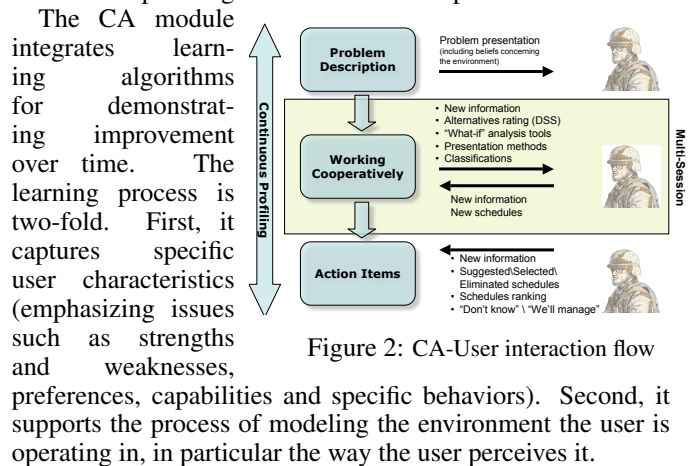 The CA module
integrates learn-
ing algorithms
for demonstrat-
ing improvement
over time. The
learning process is
two-fold. First, it
captures specific
user characteristics
(emphasizing issues
such as strengths
and weaknesses,
preferences, capabilities and specific behaviors). Second, it
supports the process of modeling the environment the user is
operating in, in particular the way the user perceives it.
Continuous Profiling
Problem
Description
Problem presentation
(including beliefs concerning
the environment)
Working
Cooperatively
• New information
• Alternatives rating (DSS)
• "What-if" analysis tools
• Presentation methods
• Classifications
New information
New schedules
Multi-Session
Action Items
• New information
• Suggested\Selected\
Eliminated schedules
• Schedules ranking
• "Don't know" \ "We'll manage"
Figure 2: CA-User interaction flow